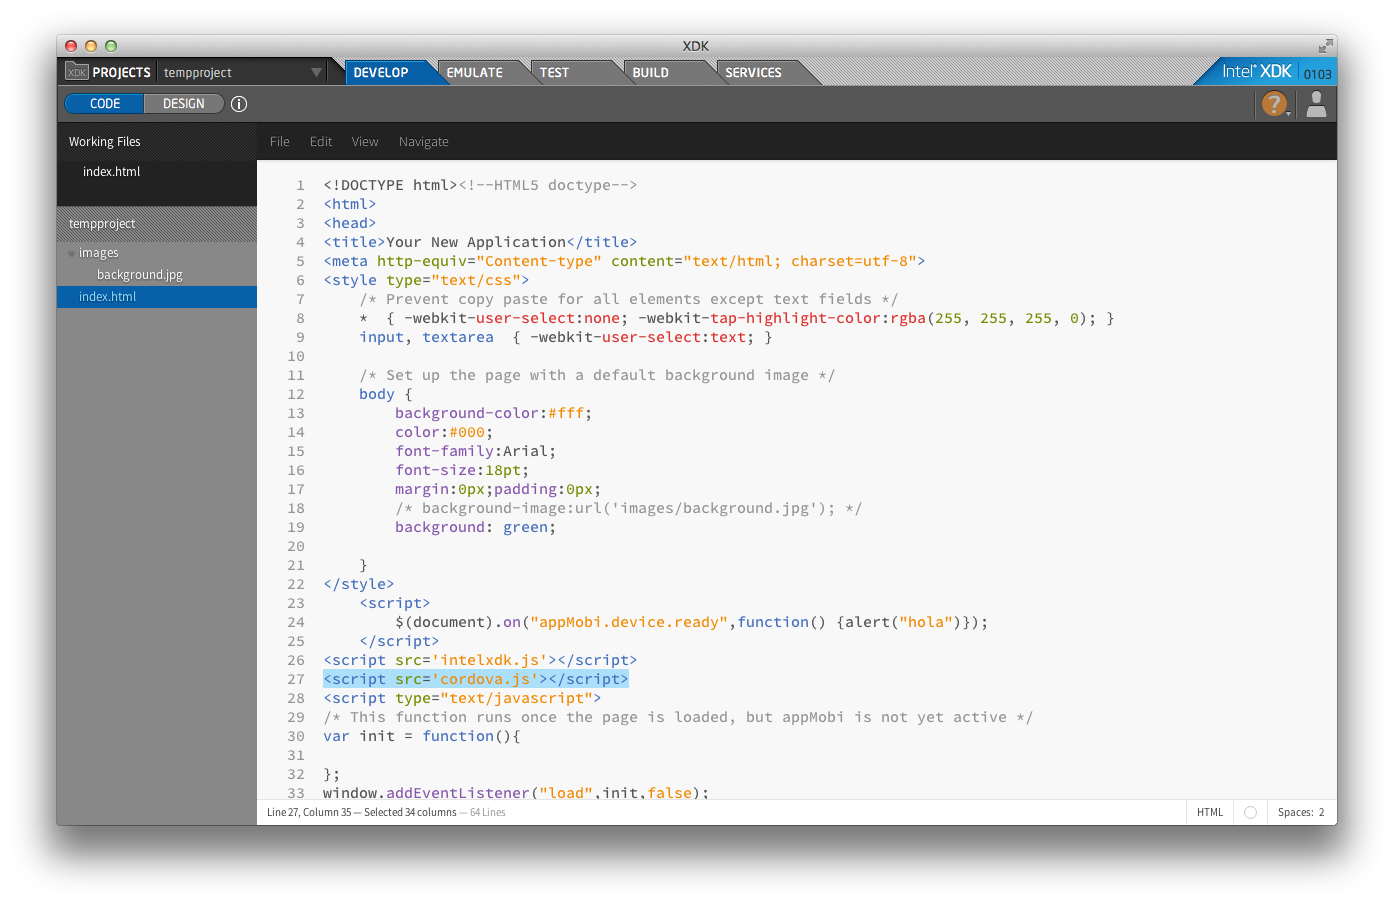 XDK
XDK PROJECTS tempproject DEVELOP EMULATE TEST BUILD SERVICES Intel® XDK 0103
CODE DESIGN i ?
Working Files
File Edit View Navigate
index.html
tempproject
images
background.jpg
index.html
1 <!DOCTYPE html><!--HTML5 doctype-->
2 <html>
3 <head>
4 <title>Your New Application</title>
5 <meta http-equiv="Content-type" content="text/html; charset=utf-8">
6 <style type="text/css">
7     /* Prevent copy paste for all elements except text fields */
8     *  { -webkit-user-select:none; -webkit-tap-highlight-color:rgba(255, 255, 255, 0); }
9     input, textarea  { -webkit-user-select:text; }
10
11     /* Set up the page with a default background image */
12     body {
13         background-color:#fff;
14         color:#000;
15         font-family:Arial;
16         font-size:18pt;
17         margin:0px;padding:0px;
18         /* background-image:url('images/background.jpg'); */
19         background: green;
20
21     }
22 </style>
23     <script>
24         $(document).on("appMobi.device.ready",function() {alert("hola")});
25     </script>
26 <script src='intelxdk.js'></script>
27 <script src='cordova.js'></script>
28 <script type="text/javascript">
29 /* This function runs once the page is loaded, but appMobi is not yet active */
30 var init = function(){
31
32 };
33 window.addEventListener("load",init,false);
Line 27, Column 35 — Selected 34 columns — 64 Lines HTML Spaces: 2